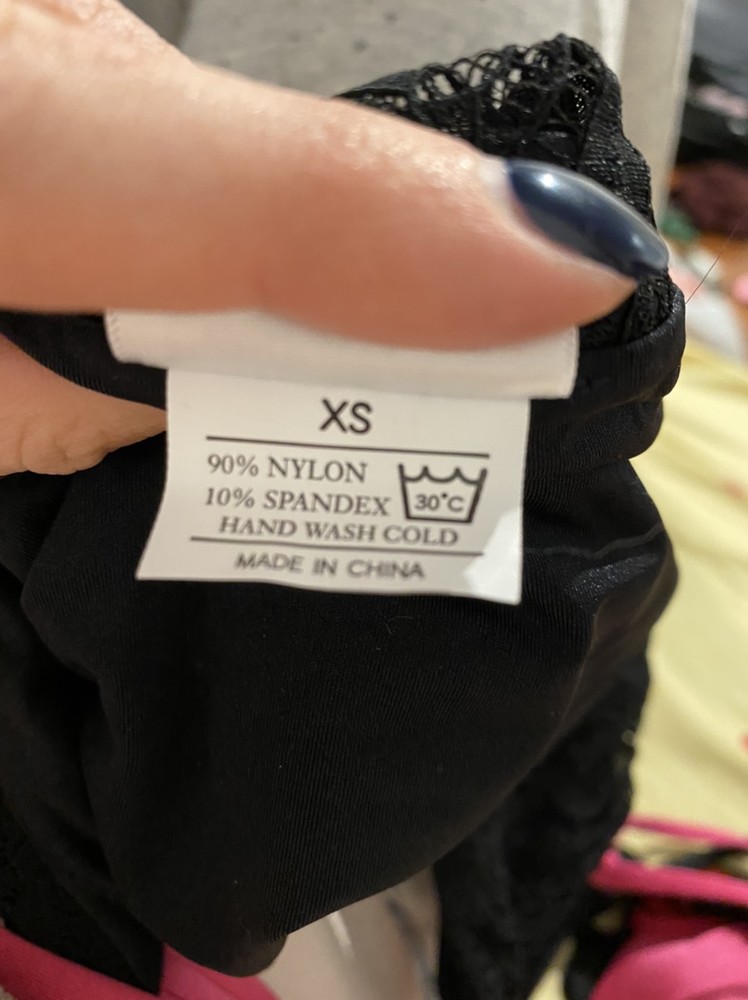 XS
90% NYLON
10% SPANDEX
30°C
HAND WASH COLD
MADE IN CHINA